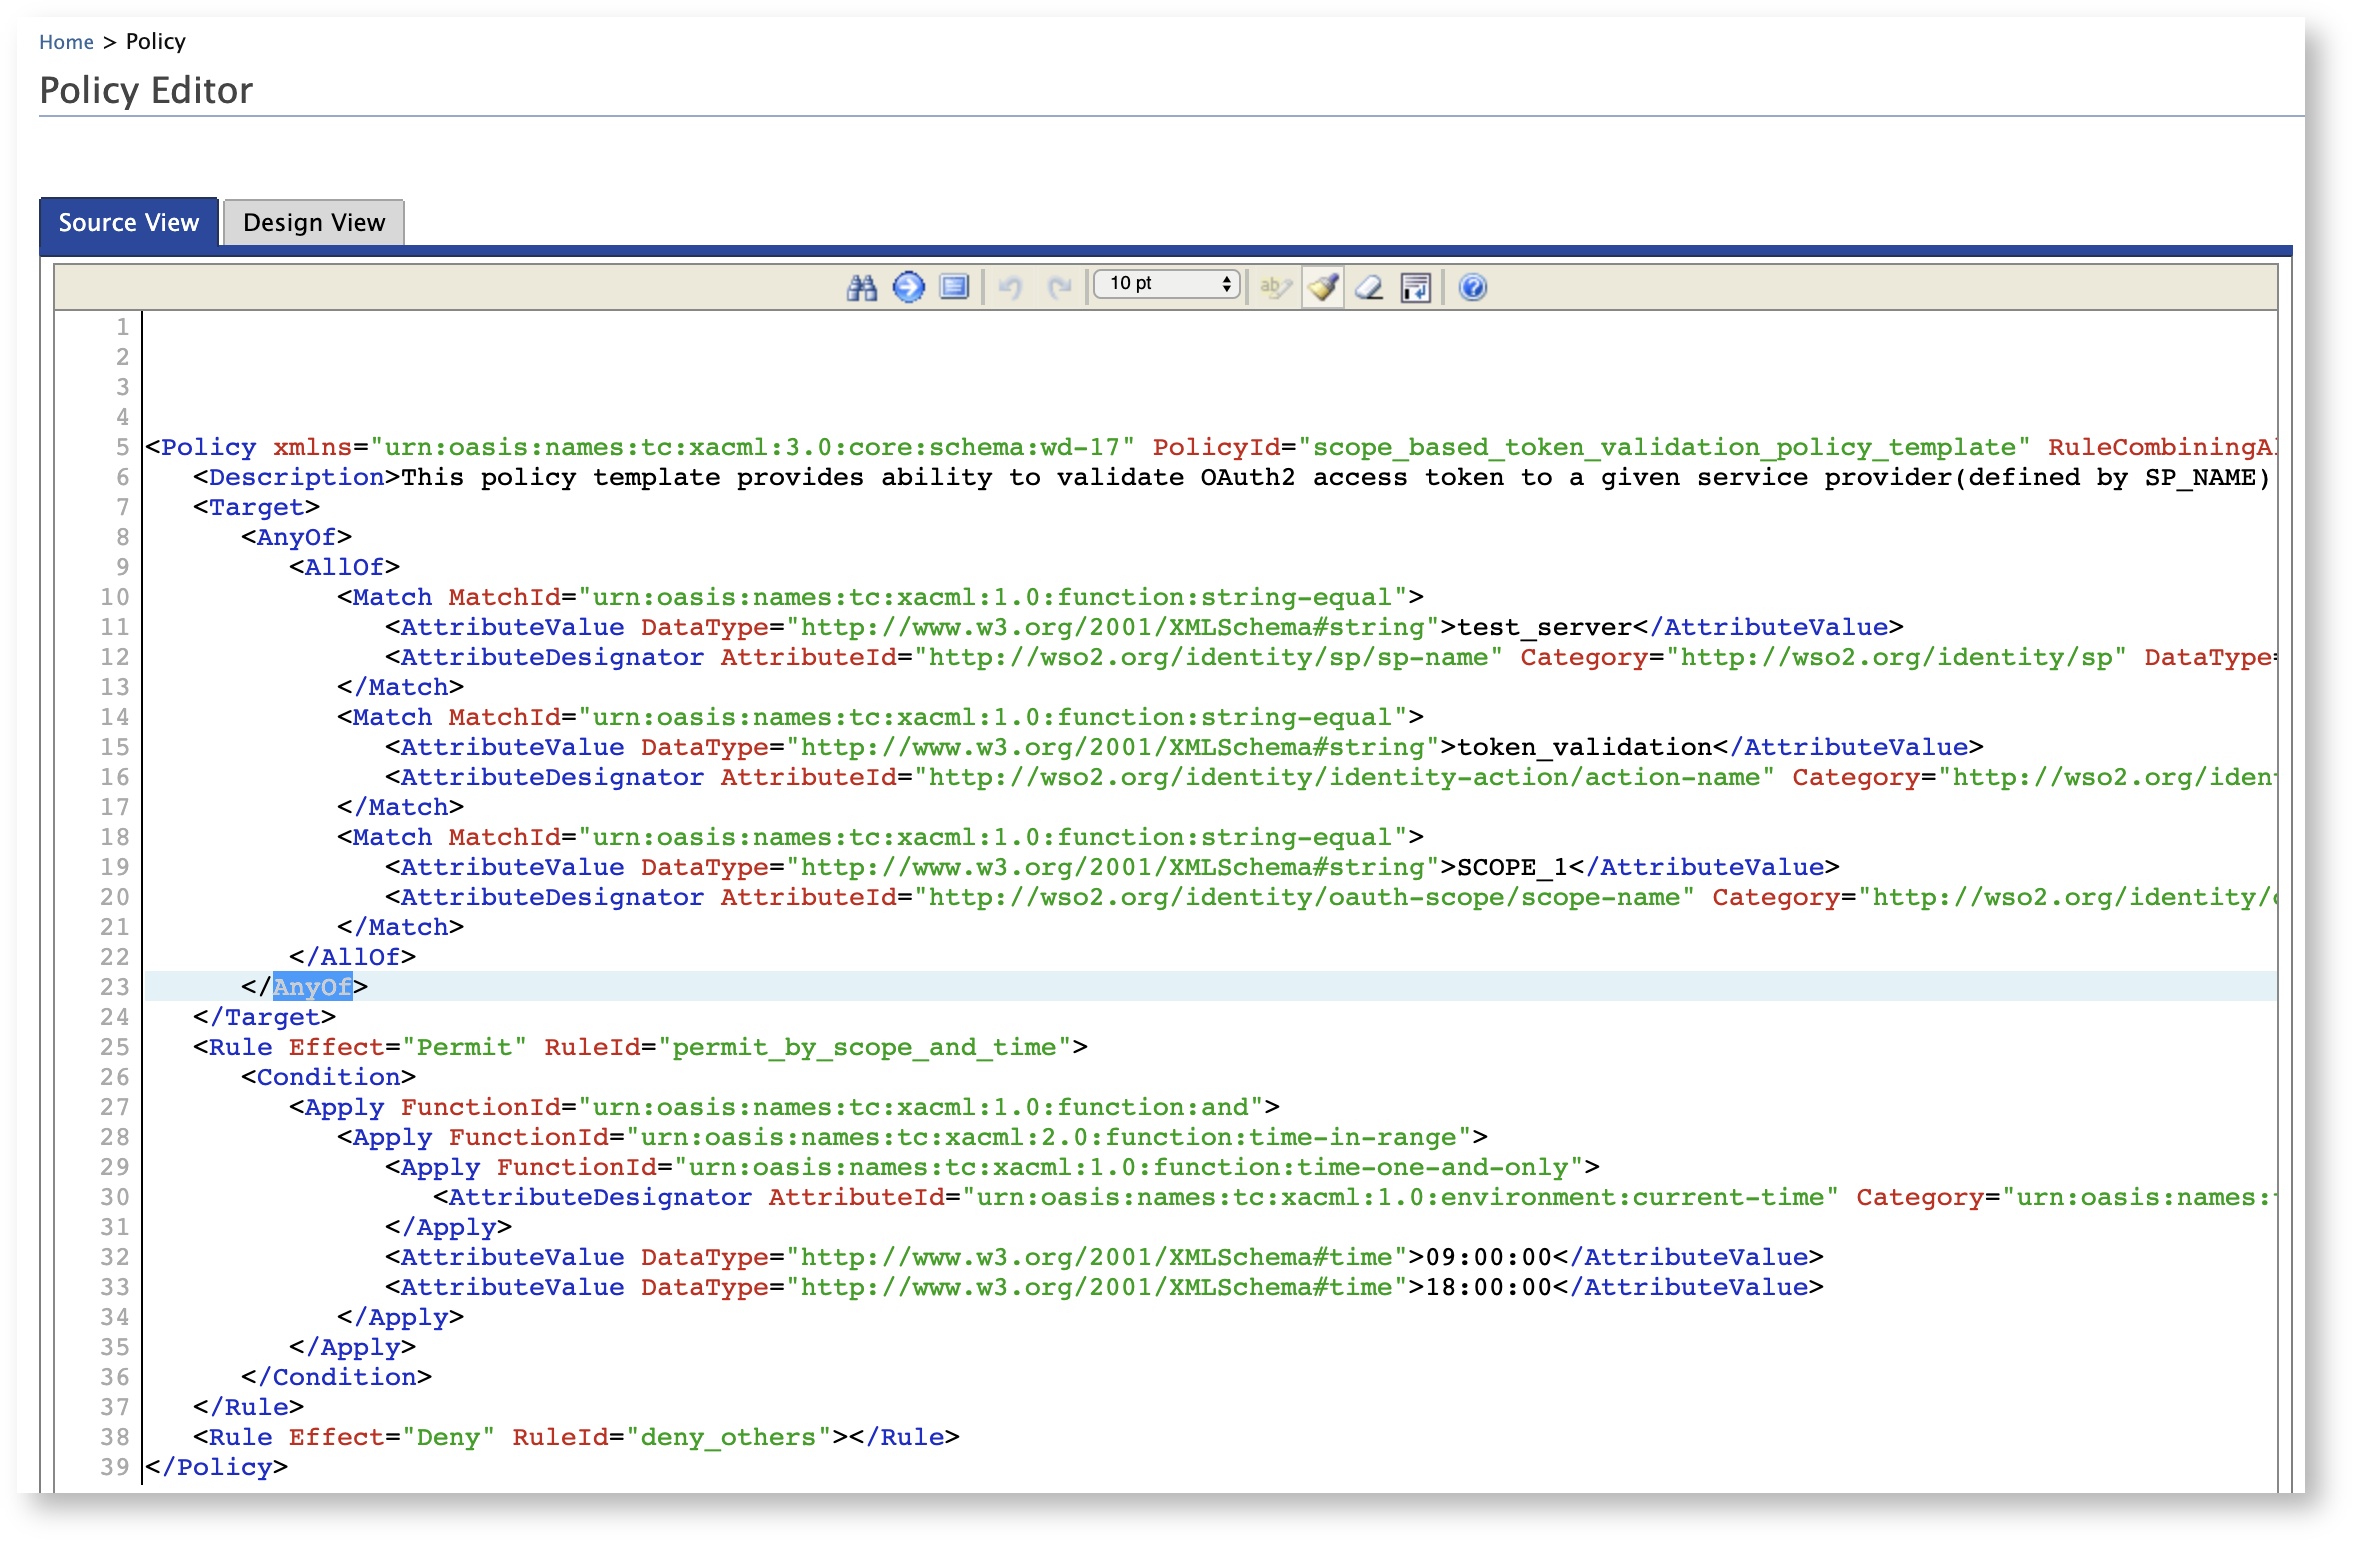 Home > Policy
Policy Editor
Source View Design View
10 pt
1
2
3
4
5 <Policy xmlns="urn:oasis:names:tc:xacml:3.0:core:schema:wd-17" PolicyId="scope_based_token_validation_policy_template" RuleCombiningAl
6 <Description>This policy template provides ability to validate OAuth2 access token to a given service provider(defined by SP_NAME)
7 <Target>
8 <AnyOf>
9 <AllOf>
10 <Match MatchId="urn:oasis:names:tc:xacml:1.0:function:string-equal">
11 <AttributeValue DataType="http://www.w3.org/2001/XMLSchema#string">test_server</AttributeValue>
12 <AttributeDesignator AttributeId="http://wso2.org/identity/sp/sp-name" Category="http://wso2.org/identity/sp" DataType=
13 </Match>
14 <Match MatchId="urn:oasis:names:tc:xacml:1.0:function:string-equal">
15 <AttributeValue DataType="http://www.w3.org/2001/XMLSchema#string">token_validation</AttributeValue>
16 <AttributeDesignator AttributeId="http://wso2.org/identity/identity-action/action-name" Category="http://wso2.org/iden
17 </Match>
18 <Match MatchId="urn:oasis:names:tc:xacml:1.0:function:string-equal">
19 <AttributeValue DataType="http://www.w3.org/2001/XMLSchema#string">SCOPE_1</AttributeValue>
20 <AttributeDesignator AttributeId="http://wso2.org/identity/oauth-scope/scope-name" Category="http://wso2.org/identity/
21 </Match>
22 </AllOf>
23 </AnyOf>
24 </Target>
25 <Rule Effect="Permit" RuleId="permit_by_scope_and_time">
26 <Condition>
27 <Apply FunctionId="urn:oasis:names:tc:xacml:1.0:function:and">
28 <Apply FunctionId="urn:oasis:names:tc:xacml:2.0:function:time-in-range">
29 <Apply FunctionId="urn:oasis:names:tc:xacml:1.0:function:time-one-and-only">
30 <AttributeDesignator AttributeId="urn:oasis:names:tc:xacml:1.0:environment:current-time" Category="urn:oasis:names:
31 </Apply>
32 <AttributeValue DataType="http://www.w3.org/2001/XMLSchema#time">09:00:00</AttributeValue>
33 <AttributeValue DataType="http://www.w3.org/2001/XMLSchema#time">18:00:00</AttributeValue>
34 </Apply>
35 </Apply>
36 </Condition>
37 </Rule>
38 <Rule Effect="Deny" RuleId="deny_others"></Rule>
39 </Policy>